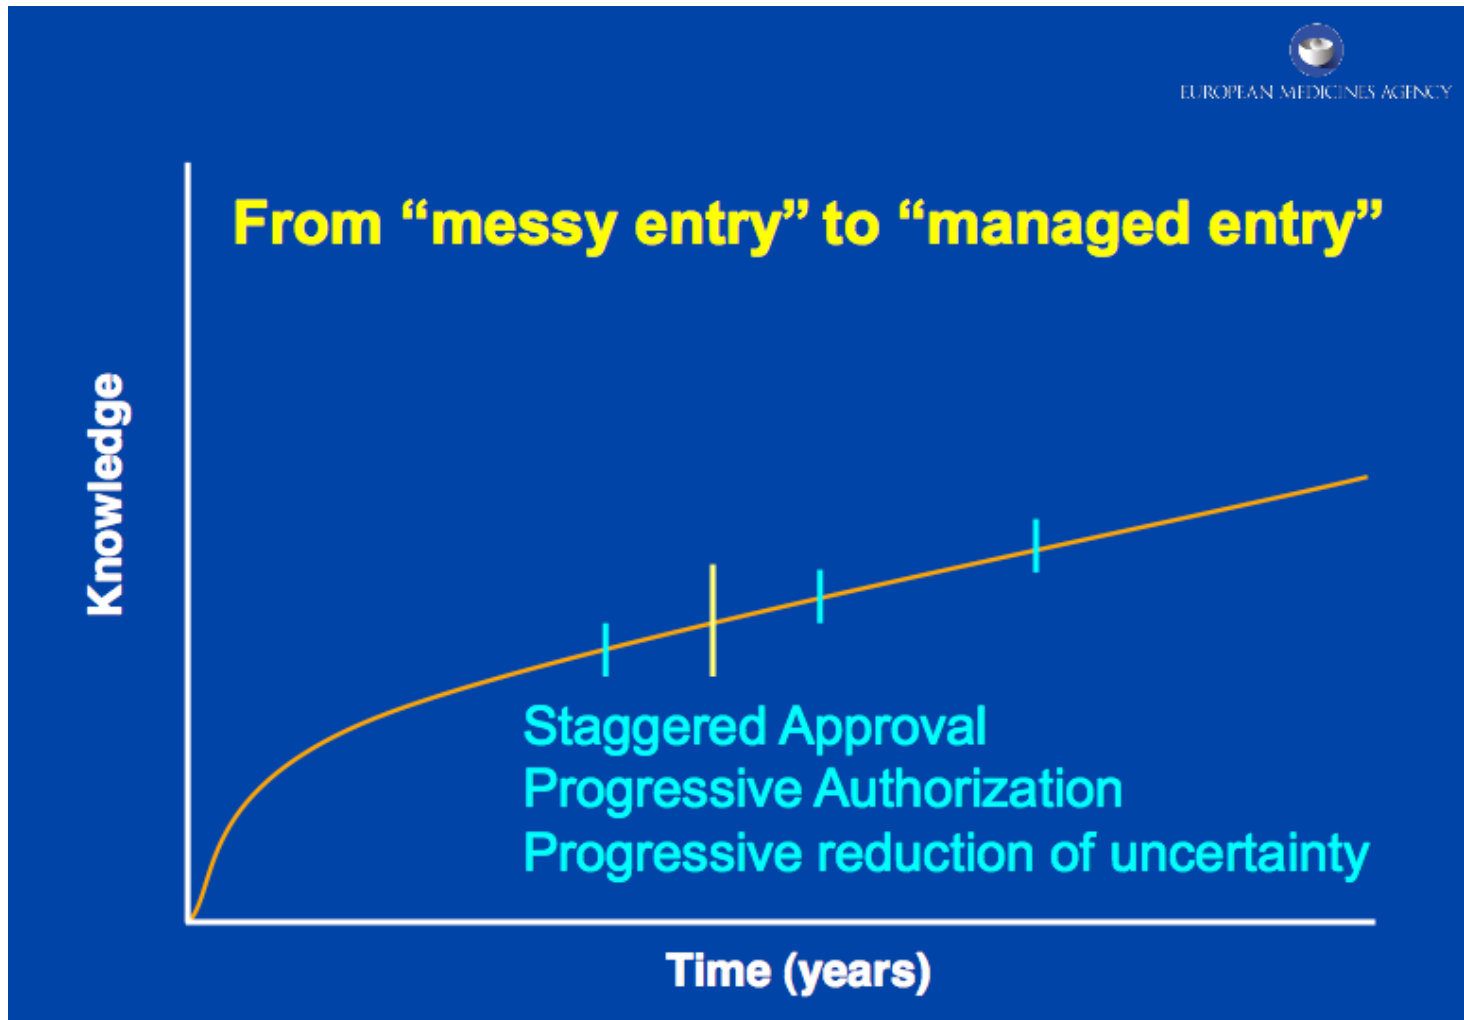 EUROPEAN MEDICINES AGENCY
From “messy entry” to “managed entry”
Knowledge
Staggered Approval
Progressive Authorization
Progressive reduction of uncertainty
Time (years)